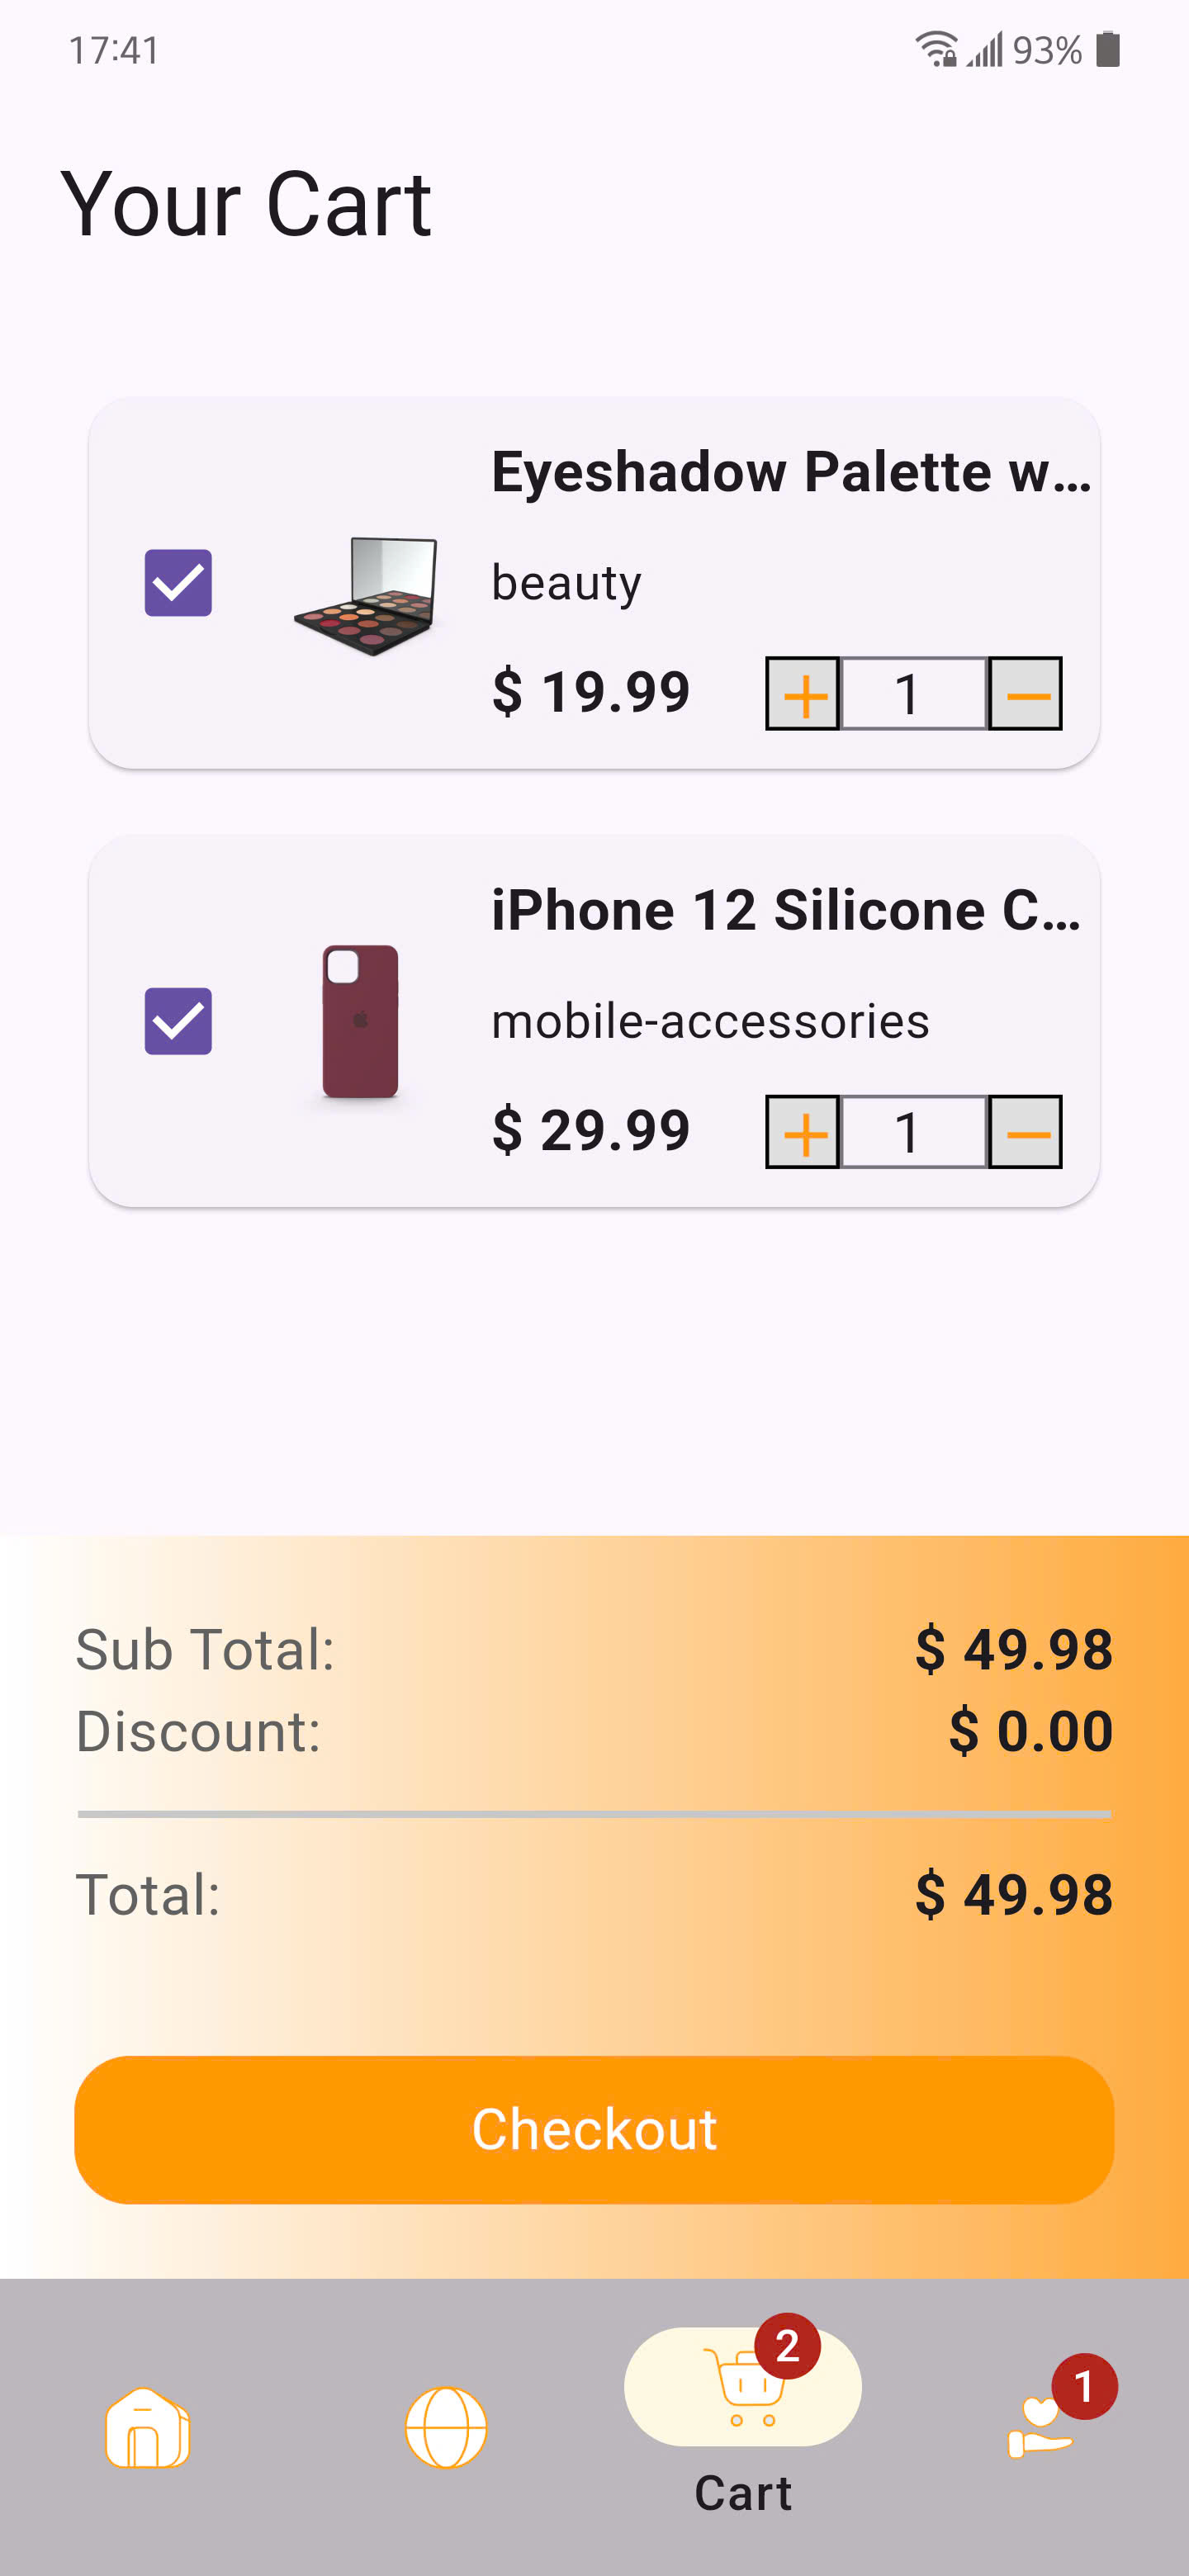 17:41
93%
Your Cart
Eyeshadow Palette w...
beauty
$ 19.99
1
iPhone 12 Silicone C...
mobile-accessories
$ 29.99
1
Sub Total: $ 49.98
Discount: $ 0.00
Total: $ 49.98
Checkout
2
1
Cart